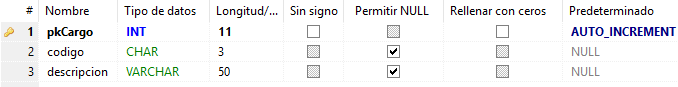 # Nombre Tipo de datos Longitud/... Sin signo Permitir NULL Rellenar con ceros Predeterminado
1 pkCargo INT 11 AUTO_INCREMENT
2 codigo CHAR 3 NULL
3 descripcion VARCHAR 50 NULL